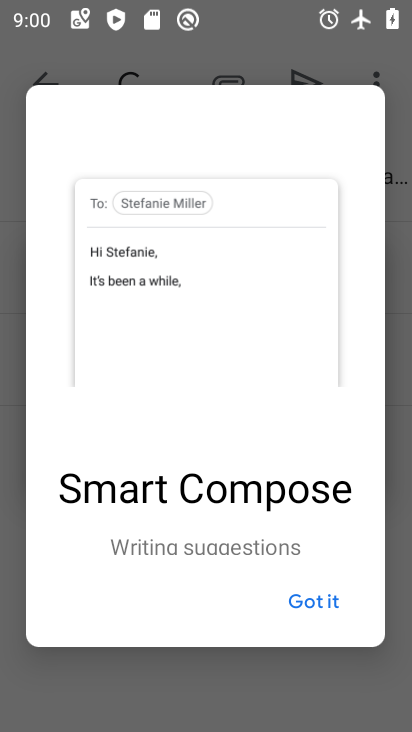 9:00
a...
To: Stefanie Miller
Hi Stefanie,
It's been a while,
Smart Compose
Writing suggestions
Got it